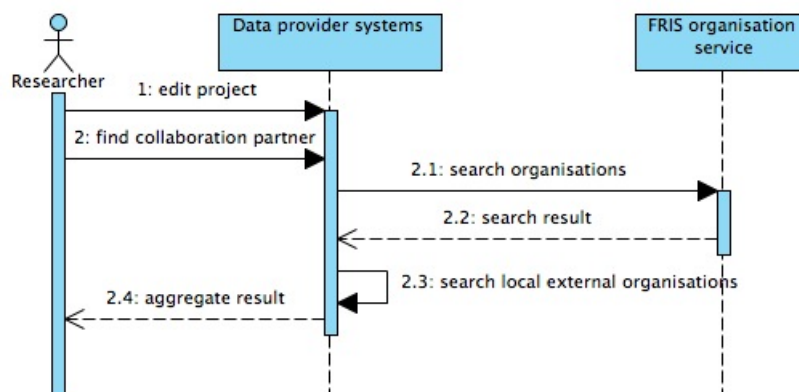 Data provider systems
FRIS organisation
service
Researcher
1: edit project
2: find collaboration partner
2.1: search organisations
2.2: search result
2.3: search local external organisations
2.4: aggregate result